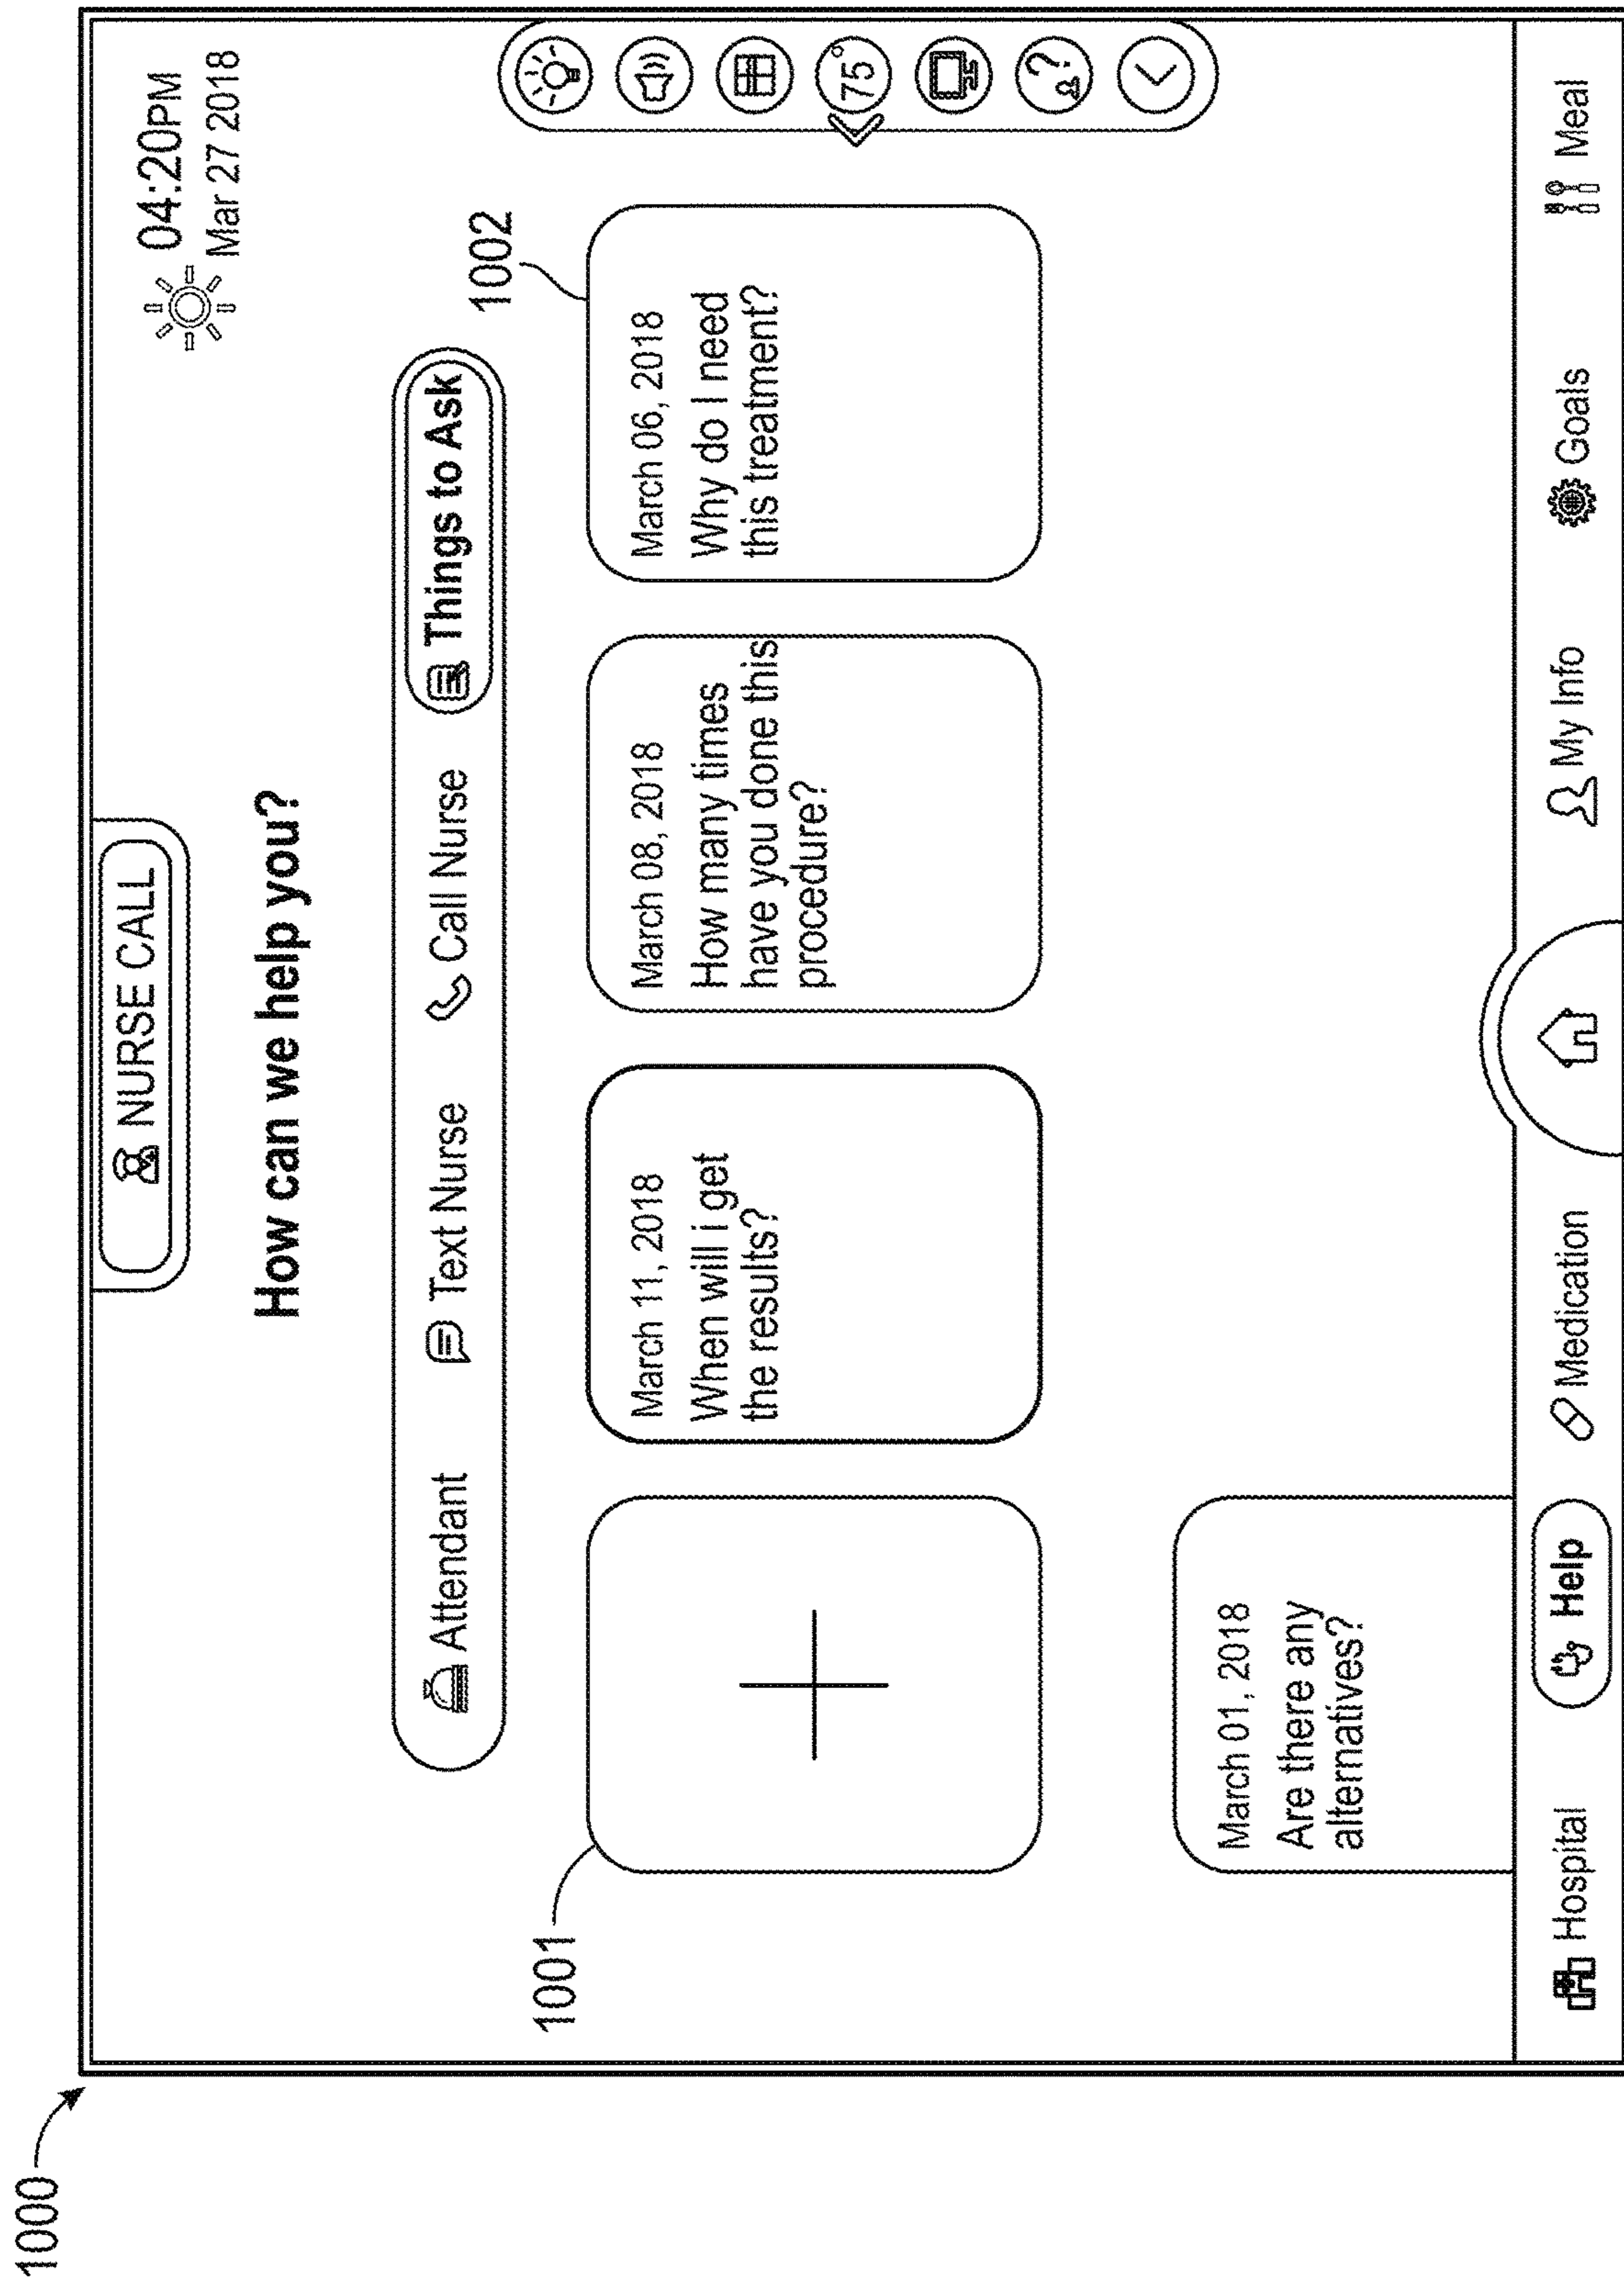 1000
NURSE CALL
04:20PM
Mar 27 2018
How can we help you?
Attendant
Text Nurse
Call Nurse
Things to Ask
1001
1002
March 11, 2018
When will i get
the results?
March 08, 2018
How many times
have you done this
procedure?
March 06, 2018
Why do I need
this treatment?
75°
?
March 01, 2018
Are there any
alternatives?
Hospital
Help
Medication
My Info
Goals
Meal